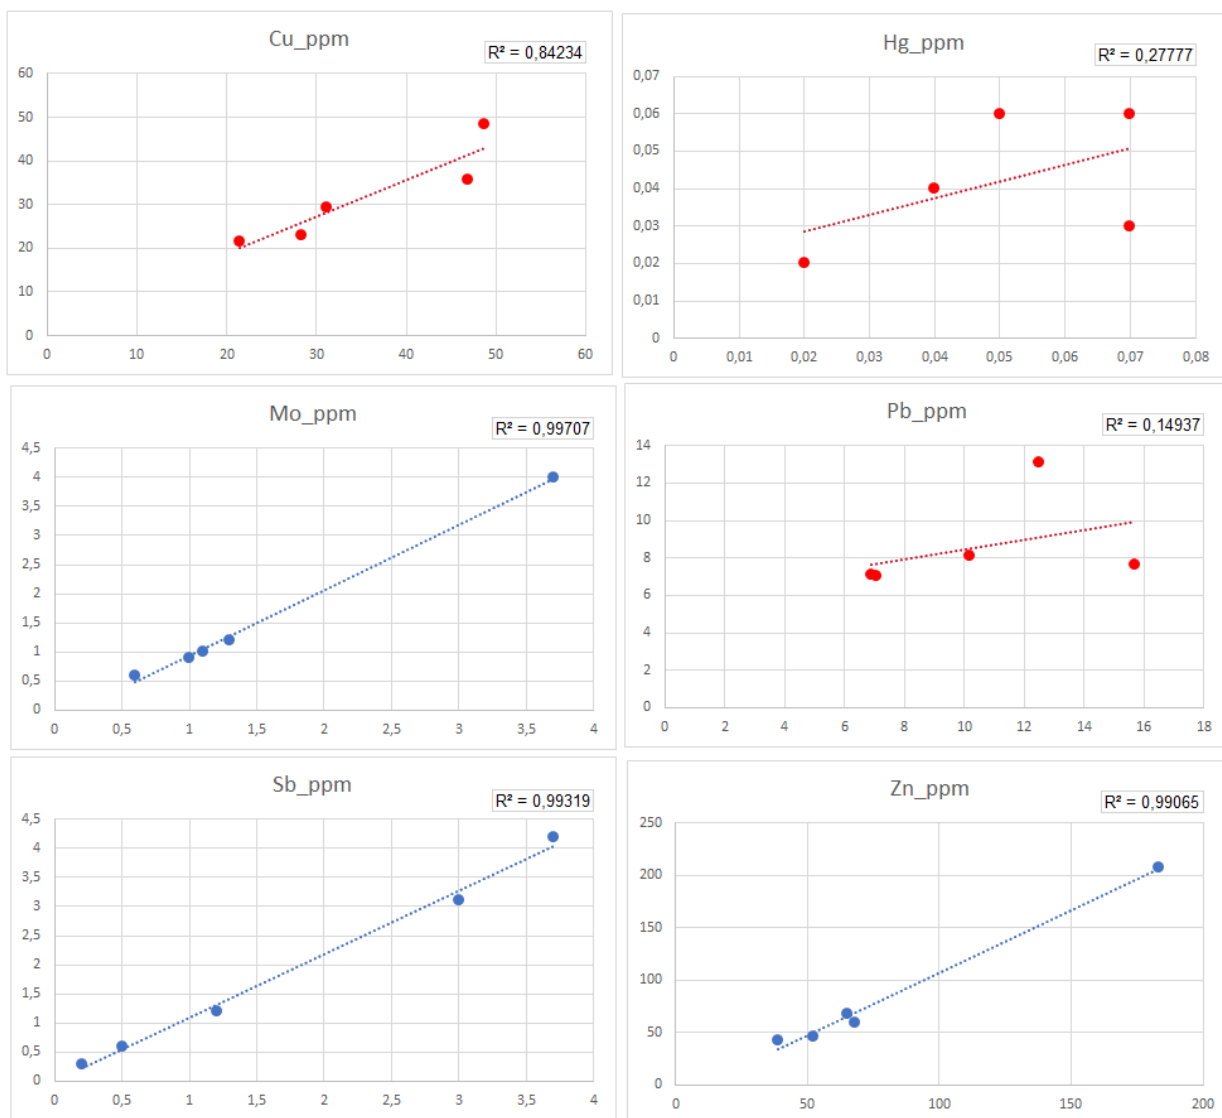 Cu_ppm
R² = 0,84234
60
50
40
30
20
10
0
0 10 20 30 40 50 60
Hg_ppm
R² = 0,27777
0,07
0,06
0,05
0,04
0,03
0,02
0,01
0
0 0,01 0,02 0,03 0,04 0,05 0,06 0,07 0,08
Mo_ppm
R² = 0,99707
4,5
4
3,5
3
2,5
2
1,5
1
0,5
0
0 0,5 1 1,5 2 2,5 3 3,5 4
Pb_ppm
R² = 0,14937
14
12
10
8
6
4
2
0
0 2 4 6 8 10 12 14 16 18
Sb_ppm
R² = 0,99319
4,5
4
3,5
3
2,5
2
1,5
1
0,5
0
0 0,5 1 1,5 2 2,5 3 3,5 4
Zn_ppm
R² = 0,99065
250
200
150
100
50
0
0 50 100 150 200